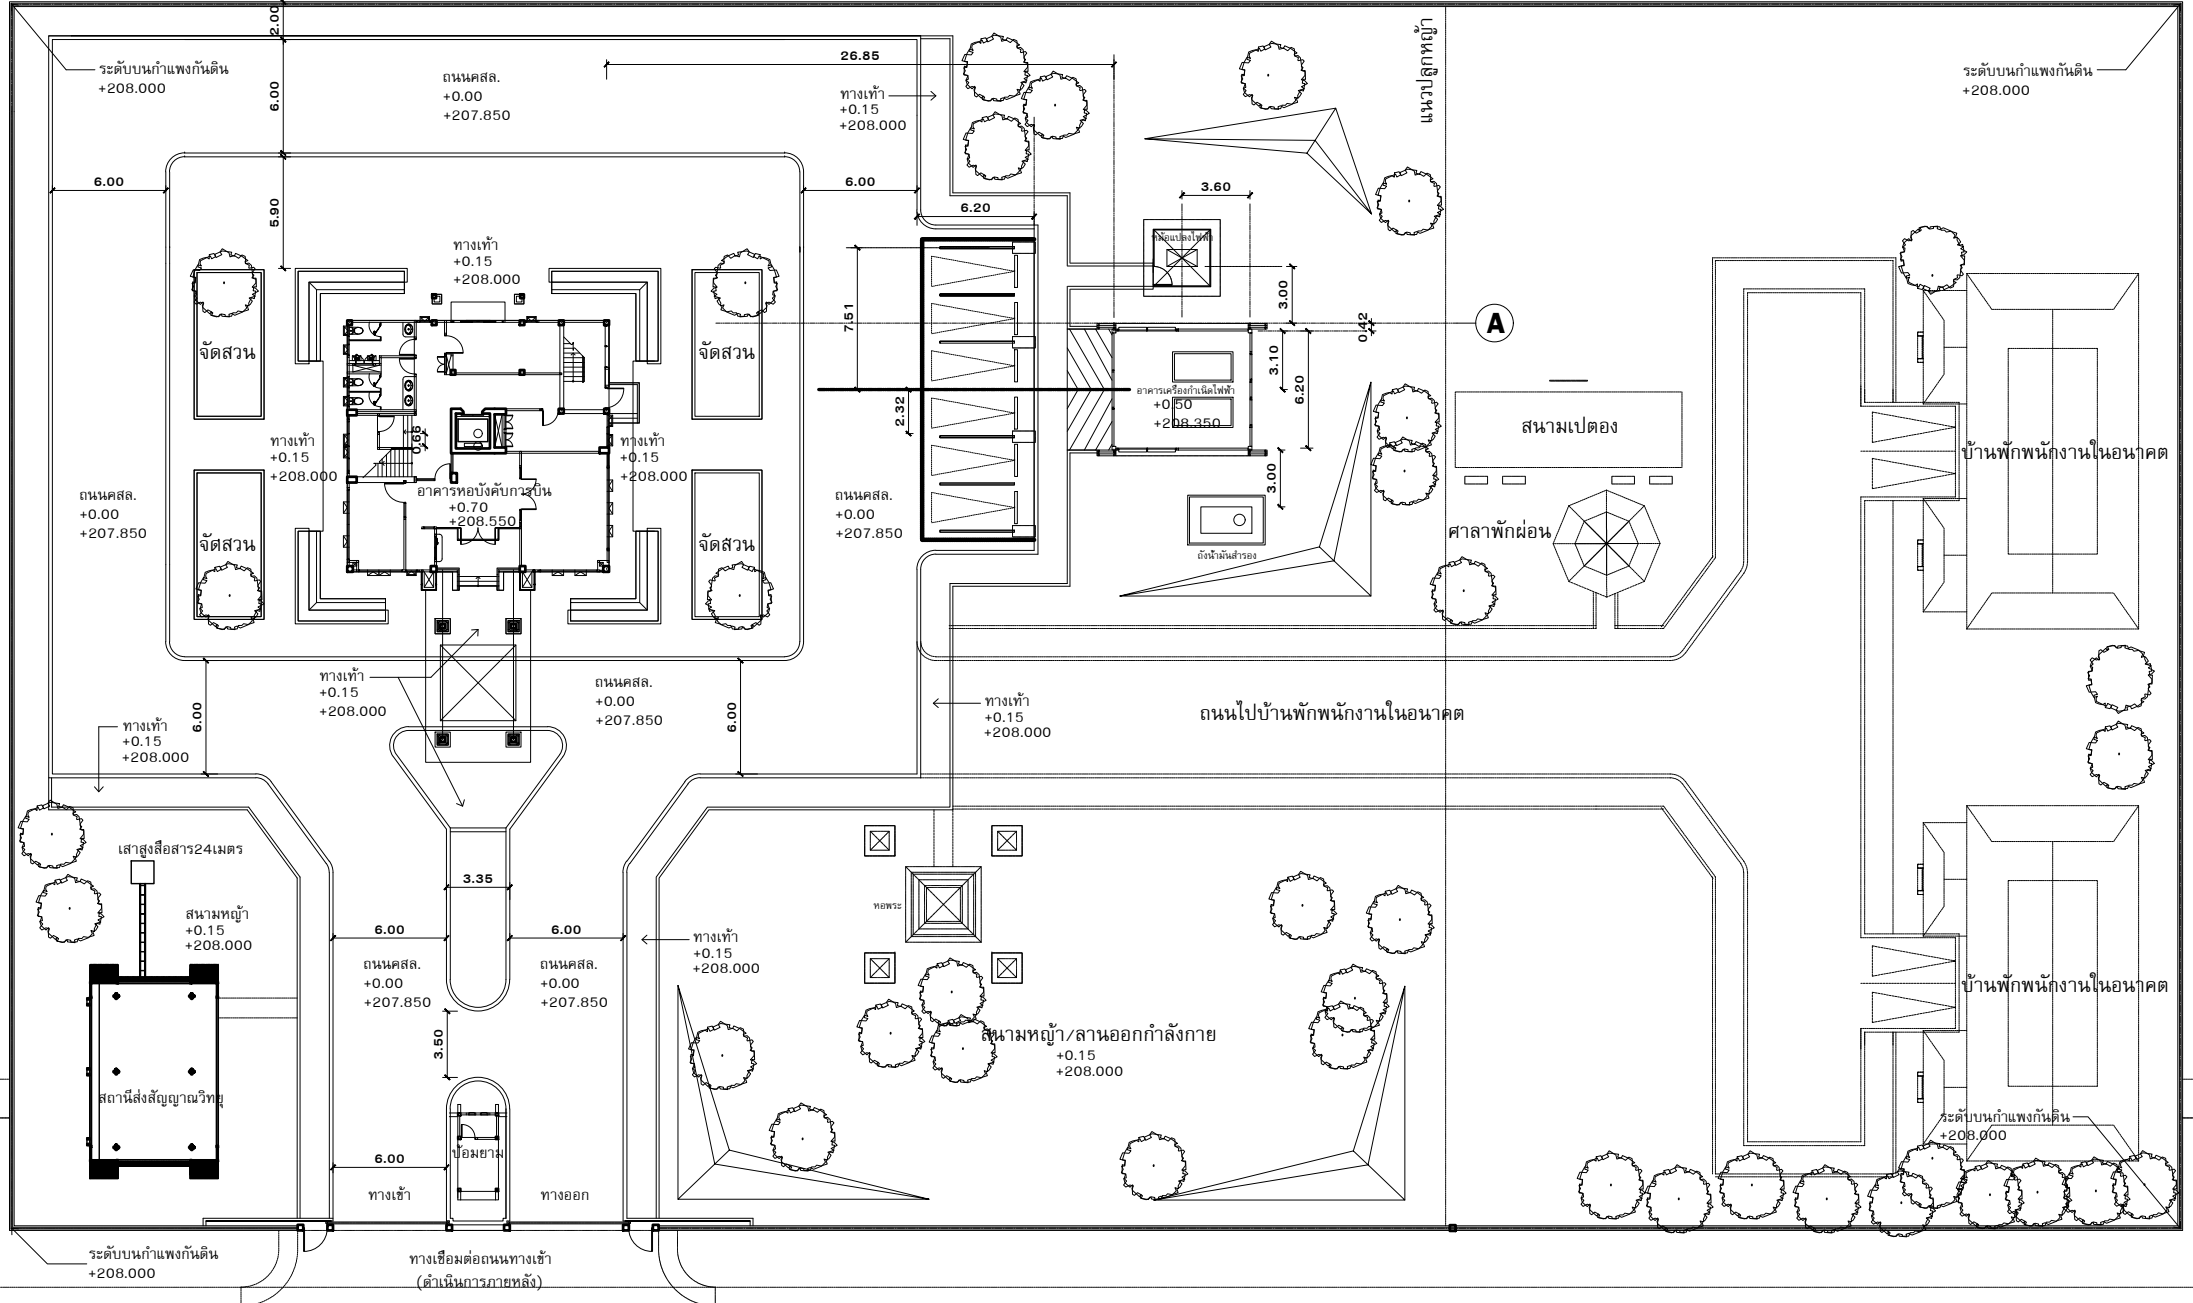 2.00
ระดับบนกำแพงกันดิน
+208.000
ถนนคสล.
+0.00
+207.850
6.00
26.85
ทางเท้า
+0.15
+208.000
แนวปลูกหญ้า
ระดับบนกำแพงกันดิน
+208.000
6.00
6.00
5.90
6.20
3.60
ทางเท้า
+0.15
+208.000
หม้อแปลงไฟฟ้า
7.51
3.00
0.42
A
จัดสวน
จัดสวน
3.10
6.20
อาคารเครื่องกำเนิดไฟฟ้า
+0.50
+208.350
2.32
0.66
สนามเปตอง
บ้านพักพนักงานในอนาคต
ทางเท้า
+0.15
+208.000
ทางเท้า
+0.15
+208.000
อาคารหอบังคับการบิน
+0.70
+208.550
3.00
ถนนคสล.
+0.00
+207.850
ถนนคสล.
+0.00
+207.850
จัดสวน
จัดสวน
ศาลาพักผ่อน
ถังน้ำมันสำรอง
ทางเท้า
+0.15
+208.000
ถนนคสล.
+0.00
+207.850
6.00
6.00
ทางเท้า
+0.15
+208.000
ถนนไปบ้านพักพนักงานในอนาคต
ทางเท้า
+0.15
+208.000
เสาสูงสื่อสาร24เมตร
3.35
หอพระ
สนามหญ้า
+0.15
+208.000
6.00
6.00
ทางเท้า
+0.15
+208.000
ถนนคสล.
+0.00
+207.850
ถนนคสล.
+0.00
+207.850
บ้านพักพนักงานในอนาคต
3.50
สนามหญ้า/ลานออกกำลังกาย
+0.15
+208.000
สถานีส่งสัญญาณวิทยุ
ระดับบนกำแพงกันดิน
+208.000
6.00
ป้อมยาม
ทางเข้า
ทางออก
ระดับบนกำแพงกันดิน
+208.000
ทางเชื่อมต่อถนนทางเข้า
(ดำเนินการภายหลัง)